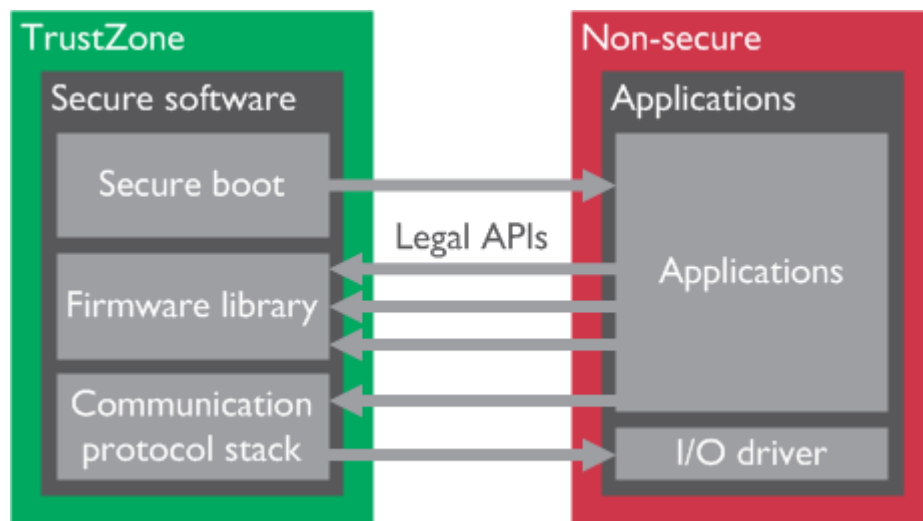 TrustZone
Non-secure
Secure software
Applications
Secure boot
Legal APIs
Firmware library
Applications
Communication
protocol stack
I/O driver